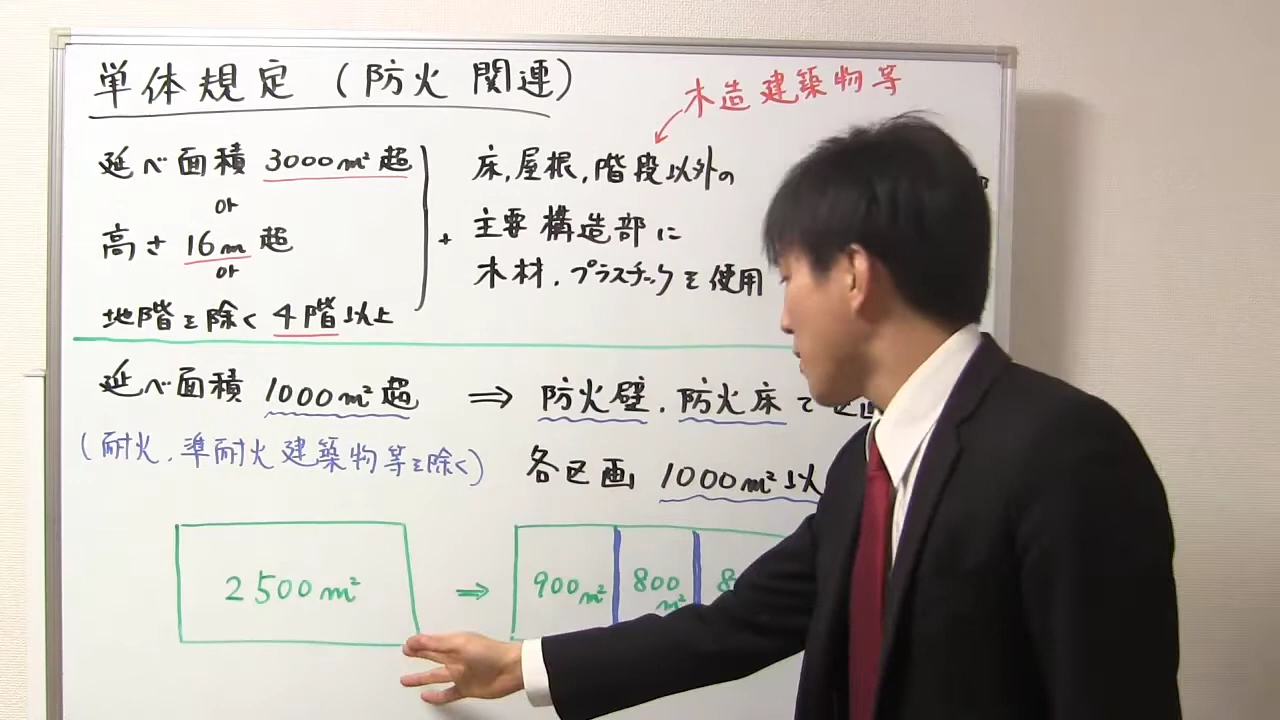 単体規定 (防火関連)
木造建築物等
延べ面積 3000m²超
or
高さ 16m超
or
地階を除く 4階以上
+
床,屋根,階段以外の
主要構造部に
木材,プラスチックを使用
延べ面積 1000m²超 ⇒ 防火壁,防火床で
(耐火,準耐火建築物等を除く)
各区画 1000m²以
2500m² ⇒ 900m² 800m²